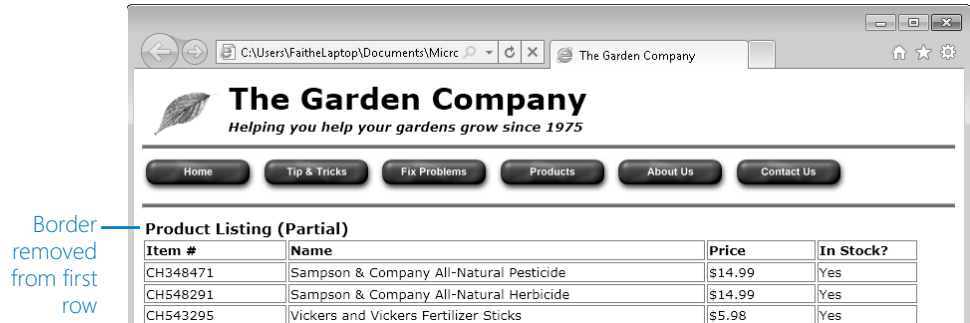 C:\Users\FaitheLaptop\Documents\Micrc
The Garden Company
The Garden Company
Helping you help your gardens grow since 1975
Home Tip & Tricks Fix Problems Products About Us Contact Us
Border removed from first row
Product Listing (Partial)
Item # Name Price In Stock?
CH348471 Sampson & Company All-Natural Pesticide $14.99 Yes
CH548291 Sampson & Company All-Natural Herbicide $14.99 Yes
CH543295 Vickers and Vickers Fertilizer Sticks $5.98 Yes